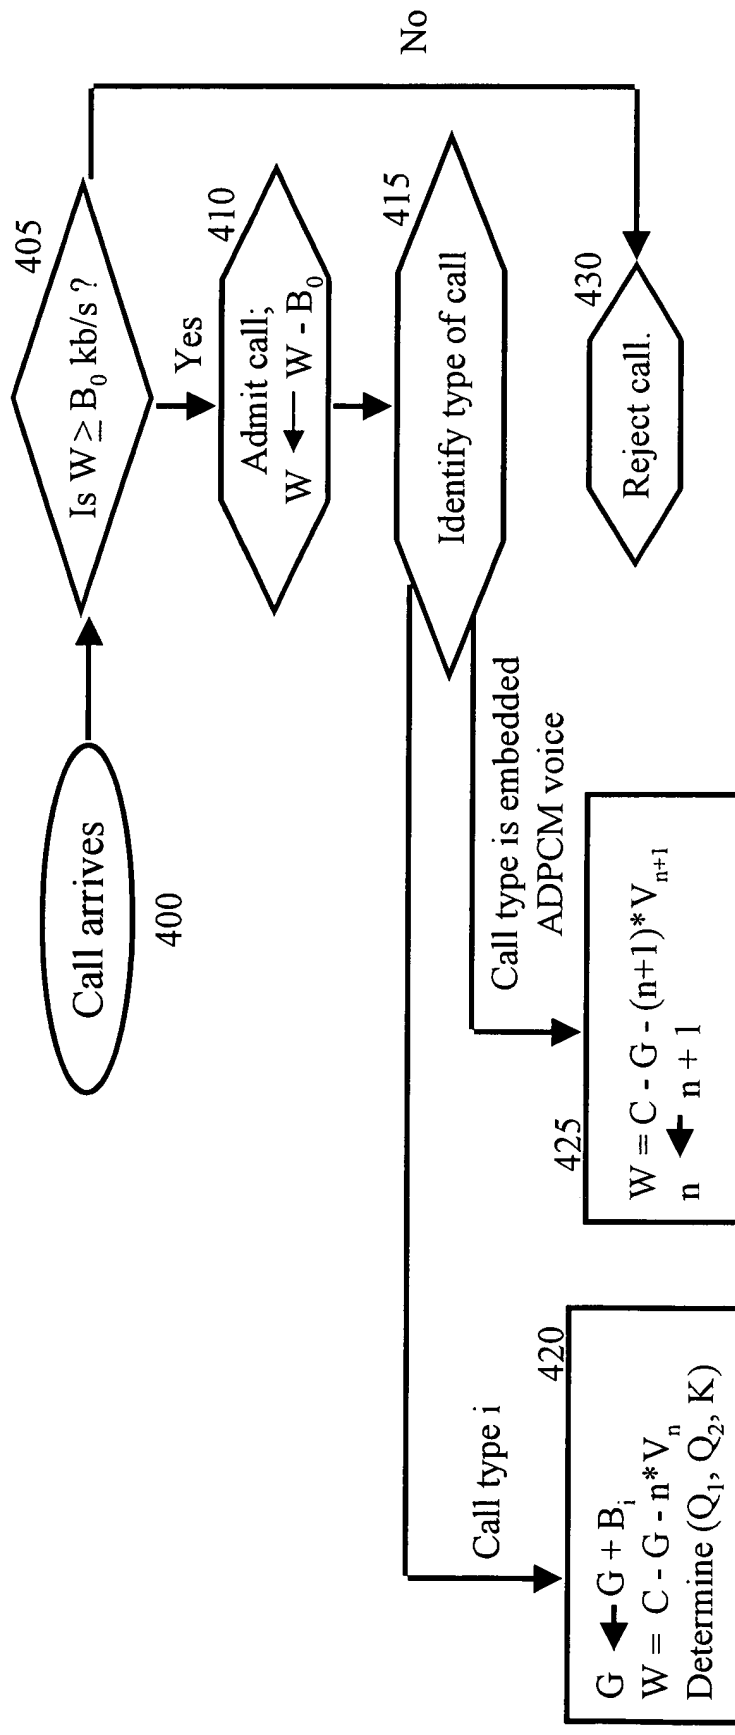 Call arrives
400
405
Is W ≥ B₀ kb/s ?
No
Yes
410
Admit call;
W ← W - B₀
415
Identify type of call
Call type i
Call type is embedded
ADPCM voice
430
Reject call.
420
G ← G + Bᵢ
W = C - G - n*Vₙ
Determine (Q₁, Q₂, K)
425
W = C - G - (n+1)*Vₙ₊₁
n ← n + 1